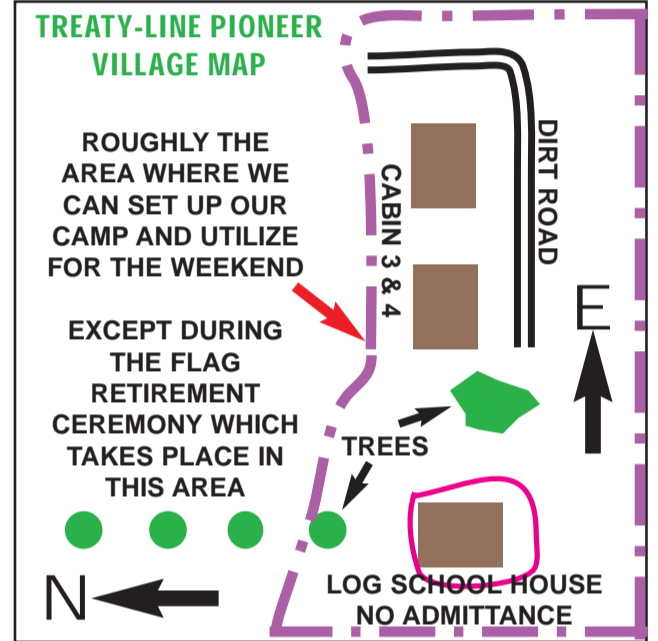 TREATY-LINE PIONEER
VILLAGE MAP
ROUGHLY THE
AREA WHERE WE
CAN SET UP OUR
CAMP AND UTILIZE
FOR THE WEEKEND
EXCEPT DURING
THE FLAG
RETIREMENT
CEREMONY WHICH
TAKES PLACE IN
THIS AREA
CABIN 3 & 4
DIRT ROAD
E
TREES
N
LOG SCHOOL HOUSE
NO ADMITTANCE